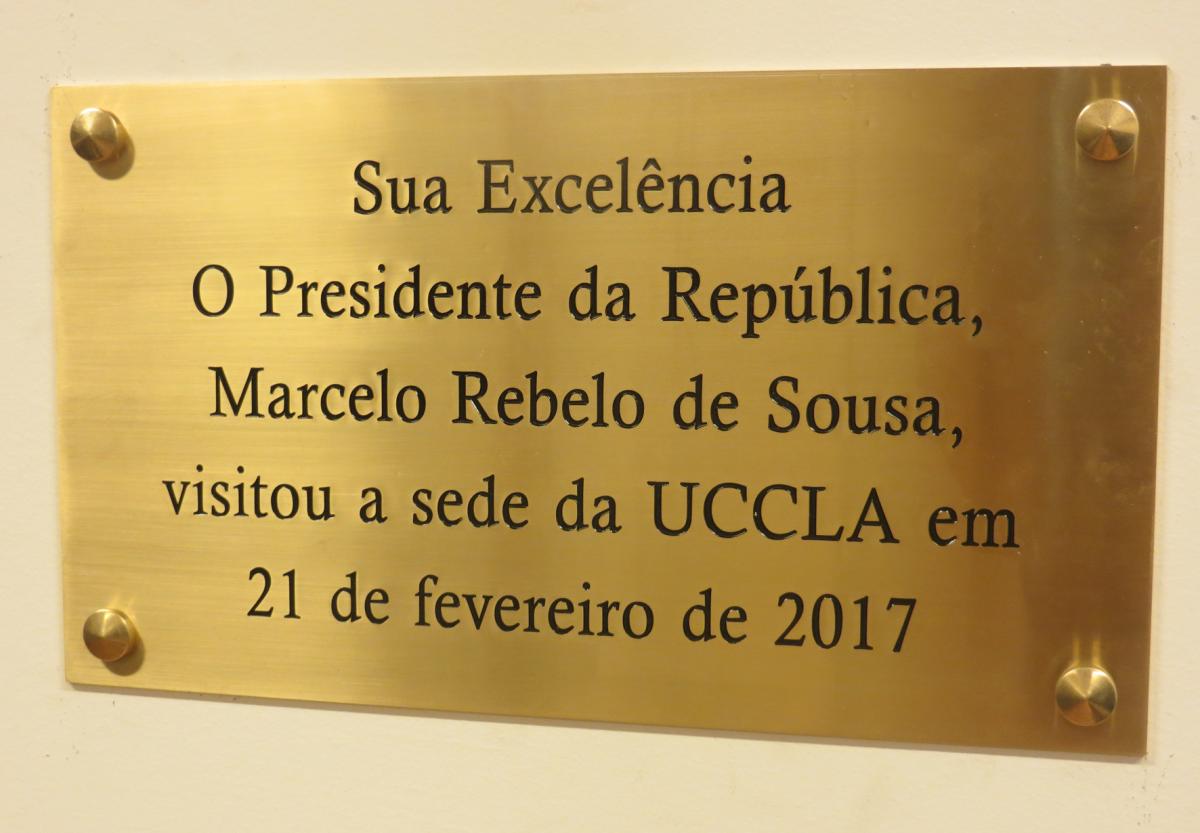 Sua Excelência
O Presidente da República,
Marcelo Rebelo de Sousa,
visitou a sede da UCCLA em
21 de fevereiro de 2017